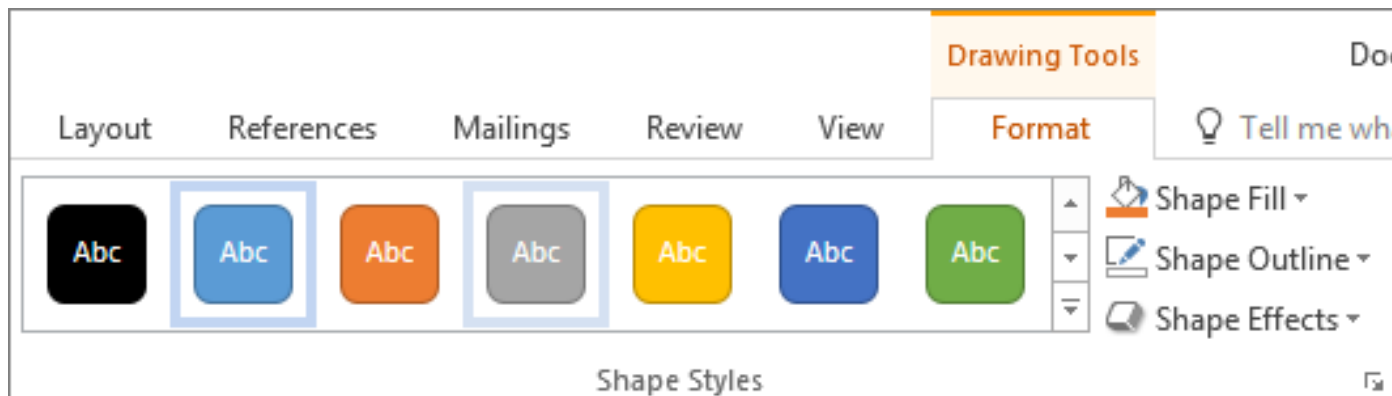 Drawing Tools
Doc
Layout References Mailings Review View Format Tell me wh
Abc Abc Abc Abc Abc Abc Abc
Shape Fill
Shape Outline
Shape Effects
Shape Styles